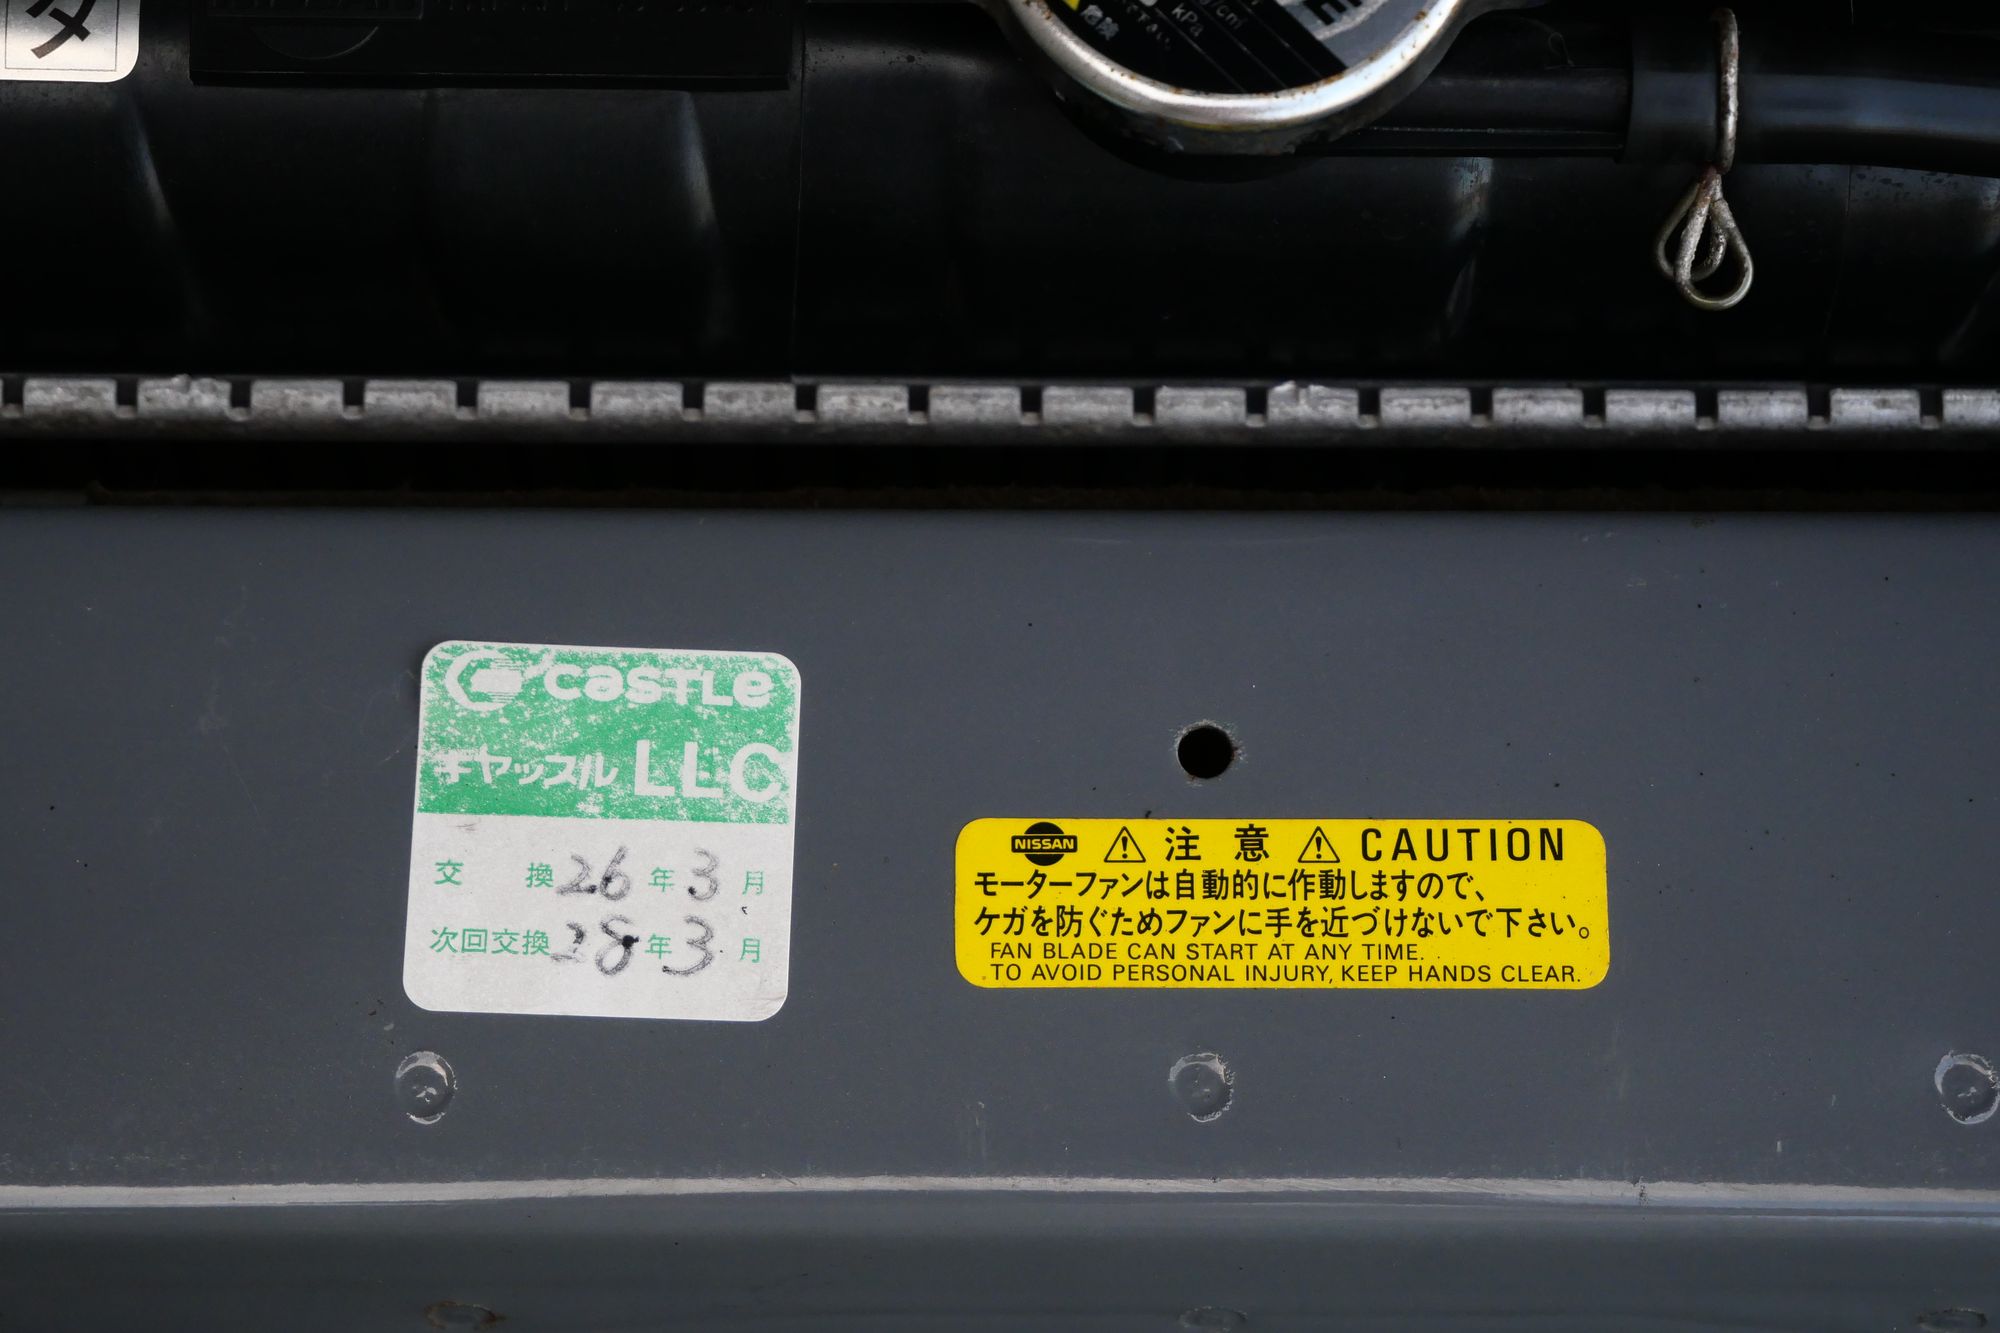 タ
kPa
危険
CASTLE
キャッスル LLC
交 換 26 年 3 月
次回交換 28 年 3 月
NISSAN ⚠ 注 意 ⚠ CAUTION
モーターファンは自動的に作動しますので、
ケガを防ぐためファンに手を近づけないで下さい。
FAN BLADE CAN START AT ANY TIME.
TO AVOID PERSONAL INJURY, KEEP HANDS CLEAR.